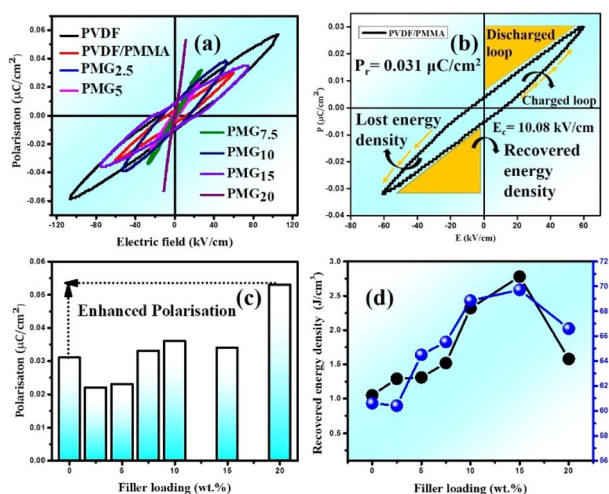 PVDF
PVDF/PMMA
PMG2.5
PMG5
(a)
PMG7.5
PMG10
PMG15
PMG20
Polarisaton (µC/cm²)
0.06
0.04
0.02
0.00
-0.02
-0.04
-0.06
-120
-80
-40
0
40
80
120
Electric field (kV/cm)
PVDF/PMMA
(b)
Discharged
loop
Pr= 0.031 µC/cm²
Charged loop
Ec= 10.08 kV/cm
Lost energy
density
Recovered
energy
density
P (µC/cm²)
0.03
0.02
0.01
0.00
-0.01
-0.02
-0.03
-0.04
-80
-60
-40
-20
0
20
40
60
E (kV/cm)
Enhanced Polarisation
(c)
Polarisaton (µC/cm²)
0.06
0.05
0.04
0.03
0.02
0.01
0.00
0
5
10
15
20
Filler loading (wt.%)
(d)
Recovered energy density (J/cm³)
3.0
2.5
2.0
1.5
1.0
0.5
72
70
68
66
64
62
60
58
56
0
5
10
15
20
Filler loading (wt.%)